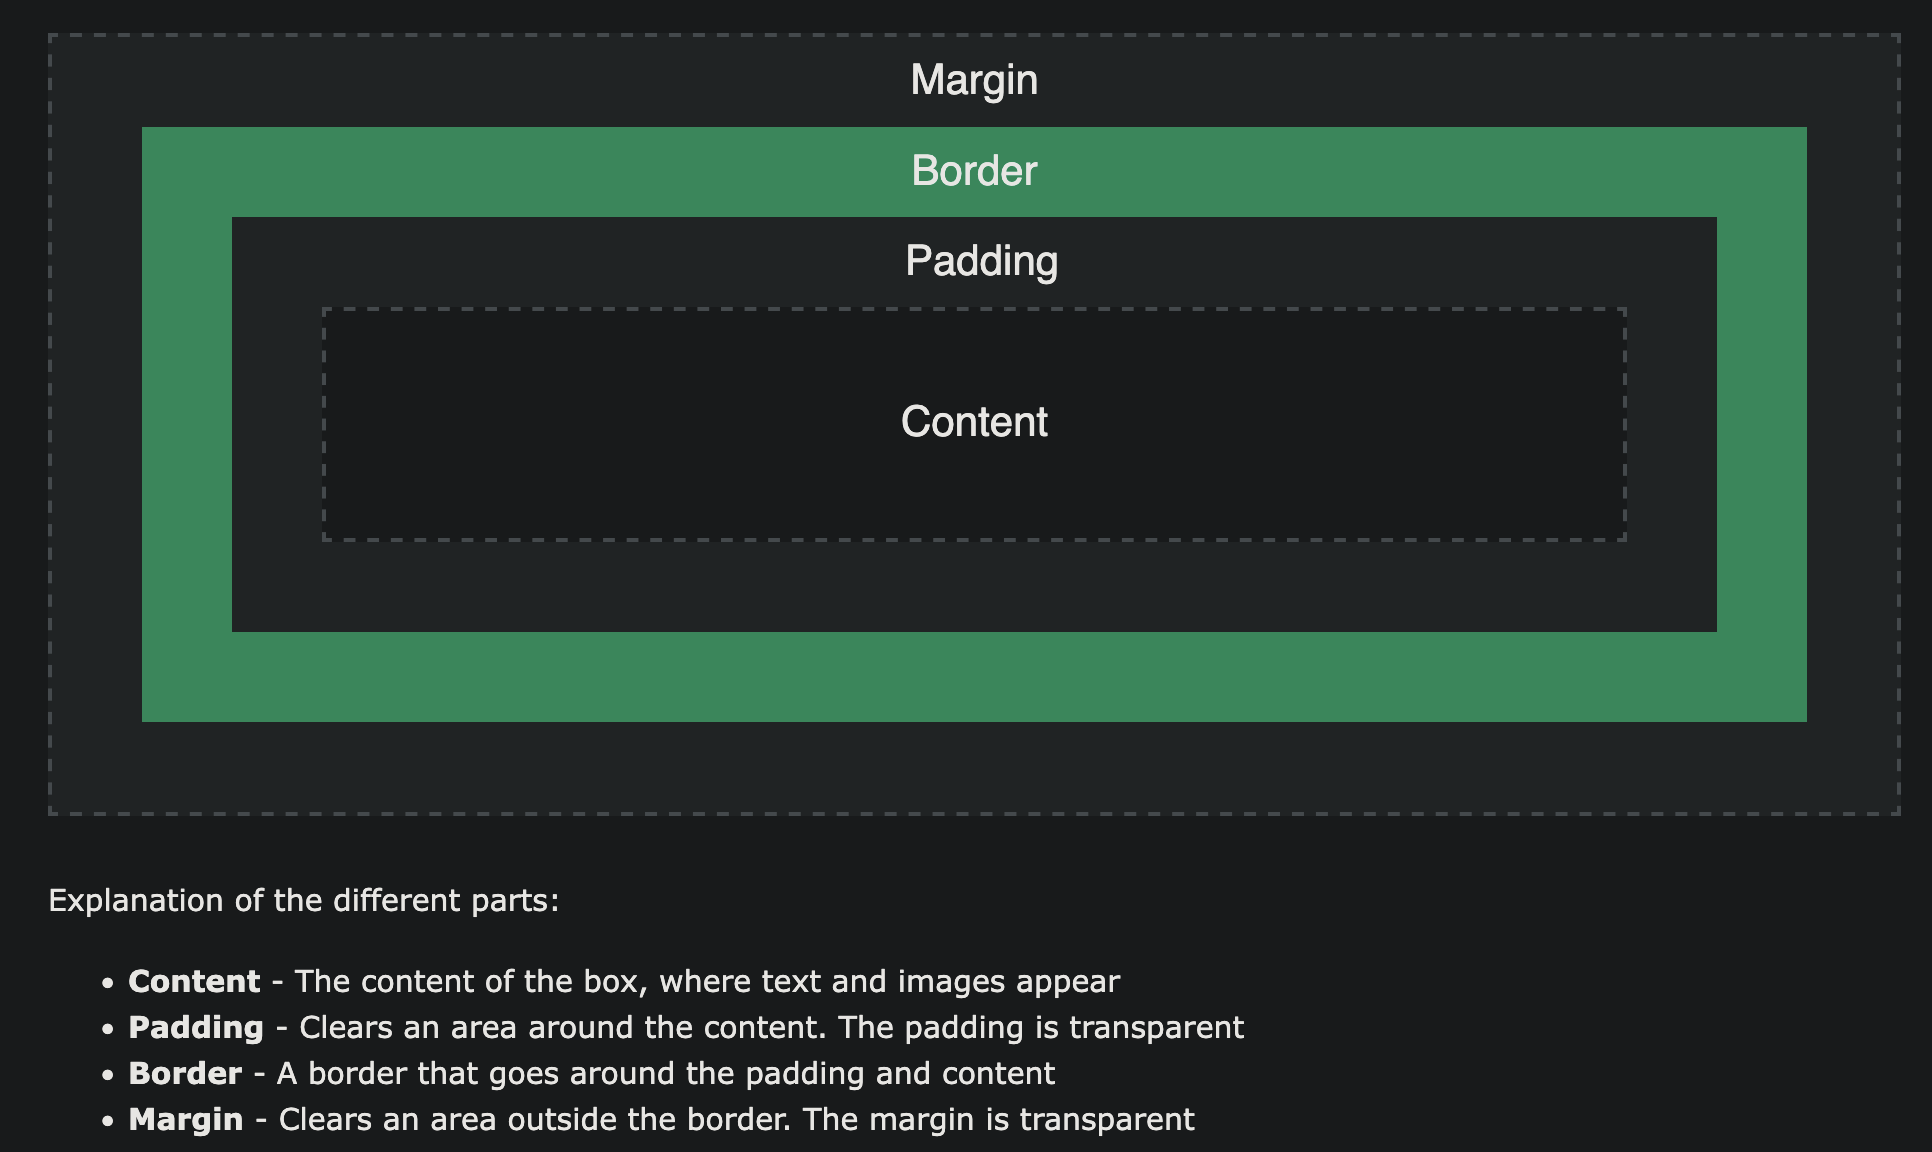 Margin
Border
Padding
Content
Explanation of the different parts:
• Content - The content of the box, where text and images appear
• Padding - Clears an area around the content. The padding is transparent
• Border - A border that goes around the padding and content
• Margin - Clears an area outside the border. The margin is transparent